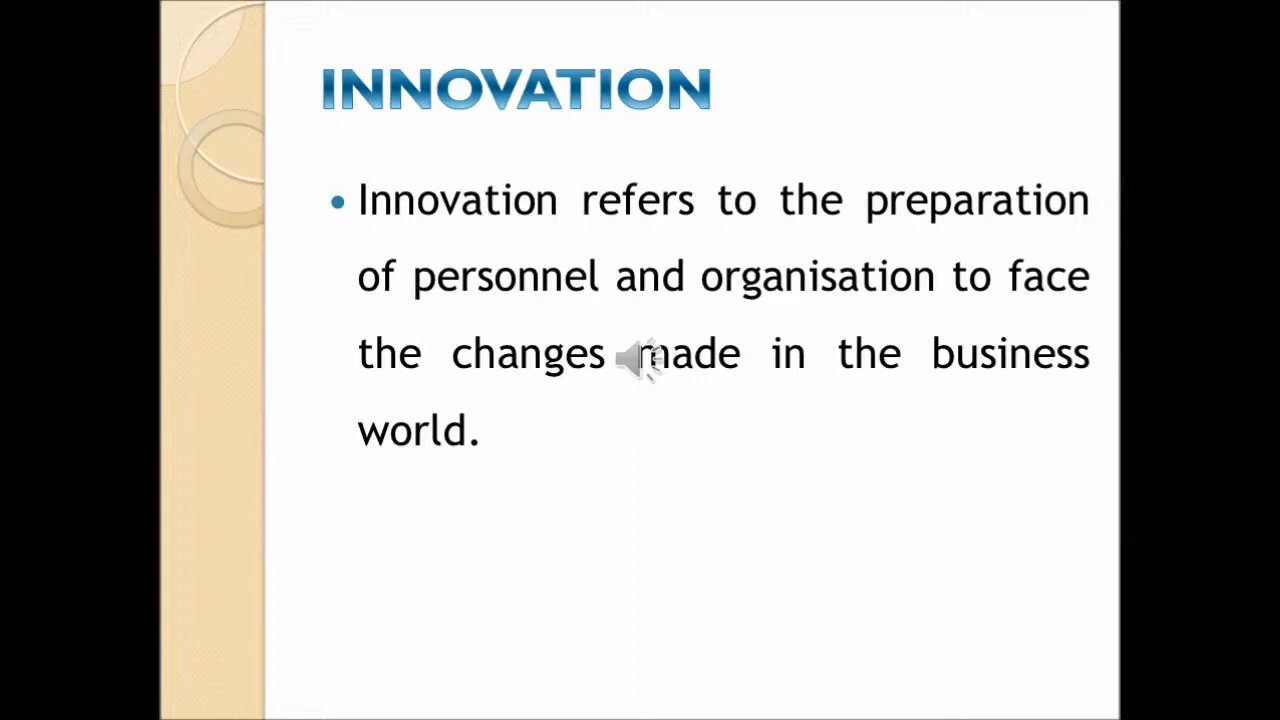 INNOVATION
• Innovation refers to the preparation
of personnel and organisation to face
the changes made in the business
world.